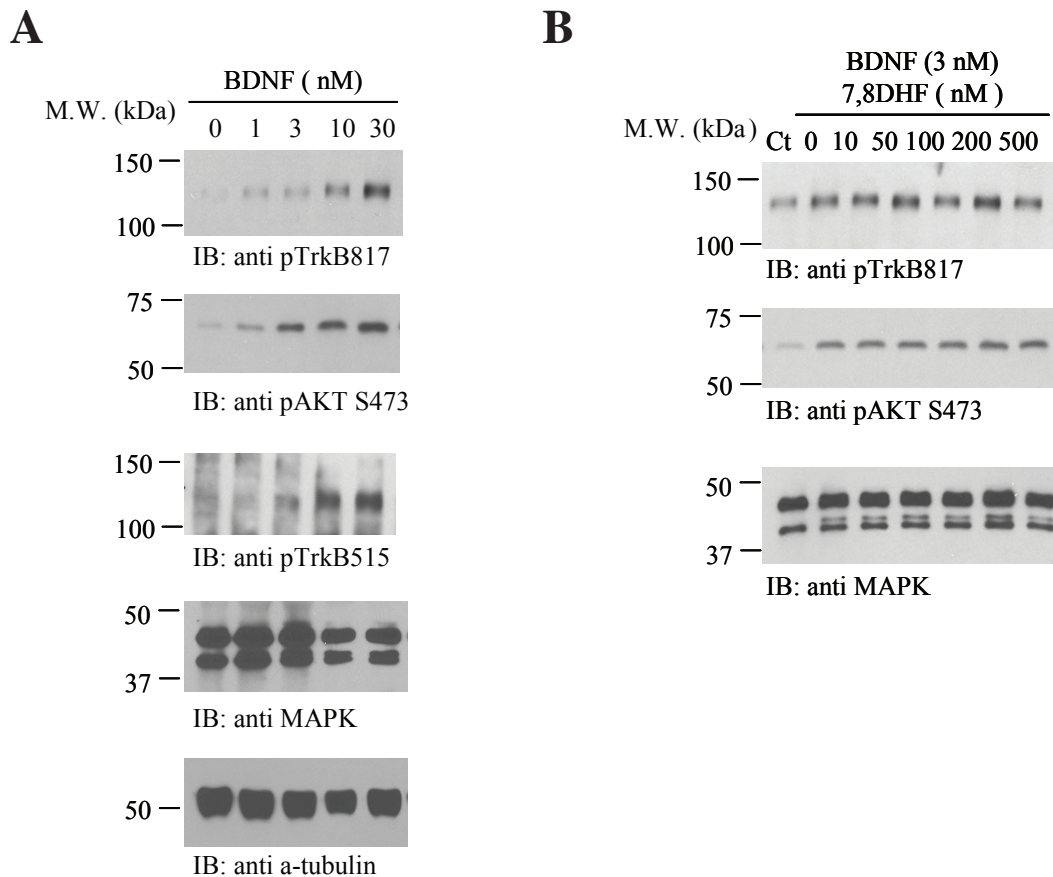 A
BDNF ( nM)
M.W. (kDa)
0 1 3 10 30
150
100
IB: anti pTrkB817
75
50
IB: anti pAKT S473
150
100
IB: anti pTrkB515
50
37
IB: anti MAPK
50
IB: anti a-tubulin
B
BDNF (3 nM)
7,8DHF ( nM )
M.W. (kDa)
Ct 0 10 50 100 200 500
150
100
IB: anti pTrkB817
75
50
IB: anti pAKT S473
50
37
IB: anti MAPK